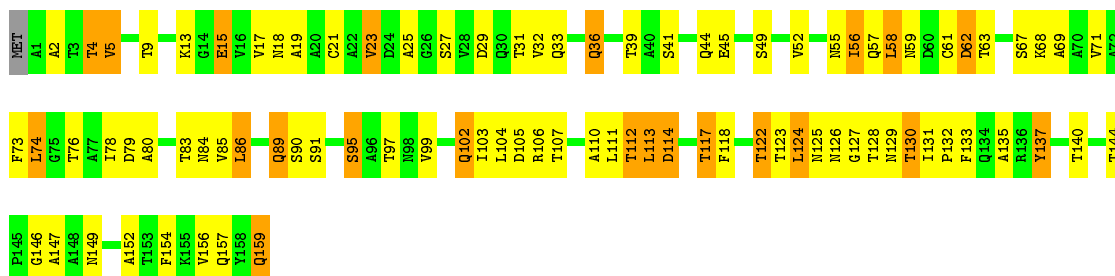 MET A1 A2 T3 T4 V5 T9 K13 G14 E15 V16 V17 N18 A19 A20 C21 A22 V23 D24 A25 G26 S27 V28 D29 Q30 T31 V32 Q33 Q36 T39 A40 S41 Q44 E45 S49 V52 N55 I56 Q57 L58 N59 D60 C61 D62 T63 S67 K68 A69 A70 V71 A72
F73 L74 G75 T76 A77 I78 D79 A80 T83 N84 V85 L86 Q89 S90 S91 S95 A96 T97 N98 V99 Q102 I103 L104 D105 R106 T107 A110 L111 T112 L113 D114 T117 F118 T122 T123 L124 N125 N126 G127 T128 N129 T130 I131 P132 F133 Q134 A135 R136 Y137 T140 T144
P145 G146 A147 A148 N149 A152 T153 F154 K155 V156 Q157 Y158 Q159